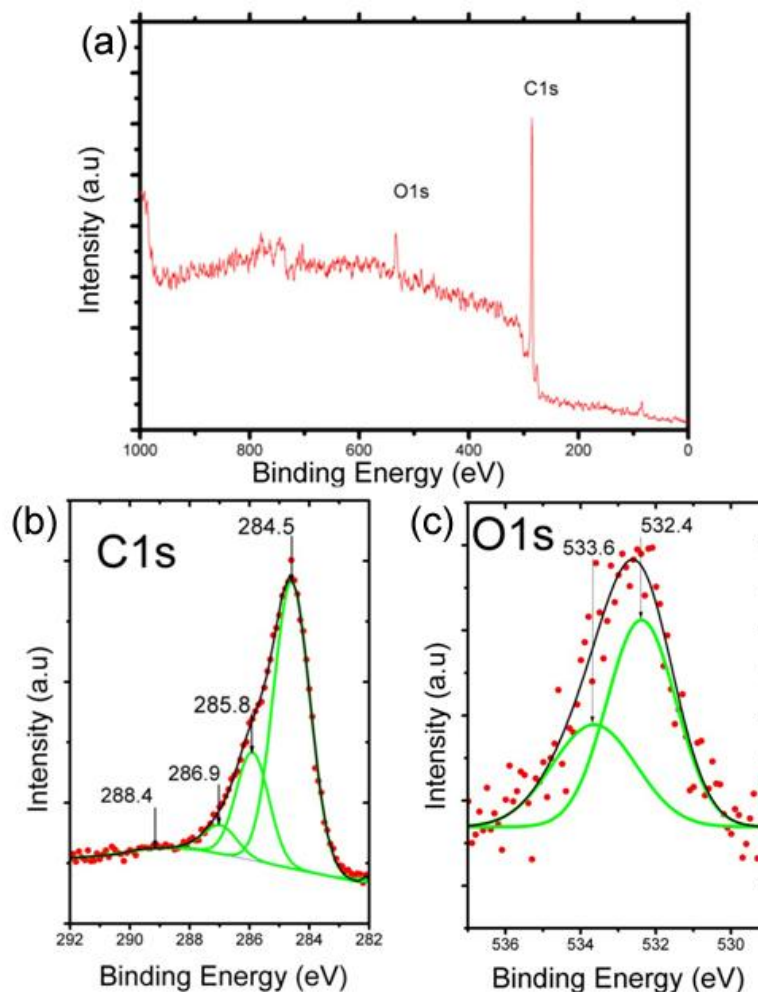 (a)
C1s
O1s
Intensity (a.u)
1000 800 600 400 200 0
Binding Energy (eV)
(b)
C1s
284.5
285.8
286.9
288.4
Intensity (a.u)
292 290 288 286 284 282
Binding Energy (eV)
(c)
O1s
533.6
532.4
Intensity (a.u)
536 534 532 530
Binding Energy (eV)